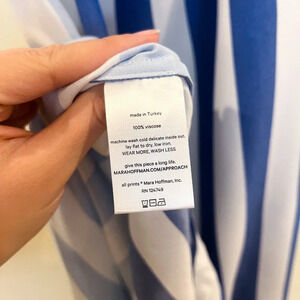 made in Turkey
100% viscose
machine wash cold delicate inside out.
lay flat to dry, low iron.
WEAR MORE, WASH LESS
give this piece a long life.
MARAHOFFMAN.COM/APPROACH
all prints ® Mara Hoffman, Inc.
RN 124749